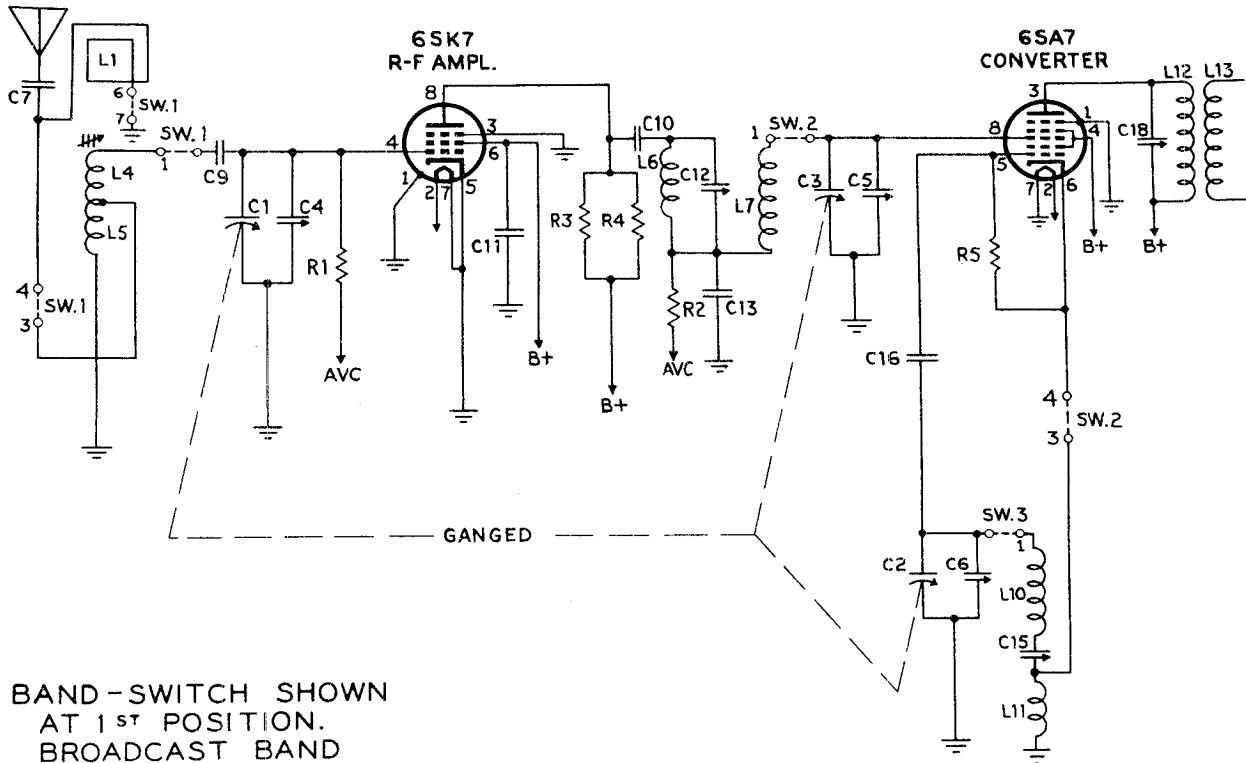 6SK7
R-F AMPL.
6SA7
CONVERTER
L1
C7
6
7
SW.1
SW.1
1
C9
L4
L5
4
3
SW.1
C1
C4
R1
AVC
8
4
3
6
1
2
7
5
C11
B+
R3
R4
B+
C10
L6
C12
R2
AVC
C13
L7
1
SW.2
C3
C5
3
8
5
1
4
7
2
6
R5
B+
C18
L12
L13
B+
C16
4
3
SW.2
GANGED
C2
C6
SW.3
1
L10
C15
L11
BAND-SWITCH SHOWN
AT 1ST POSITION.
BROADCAST BAND